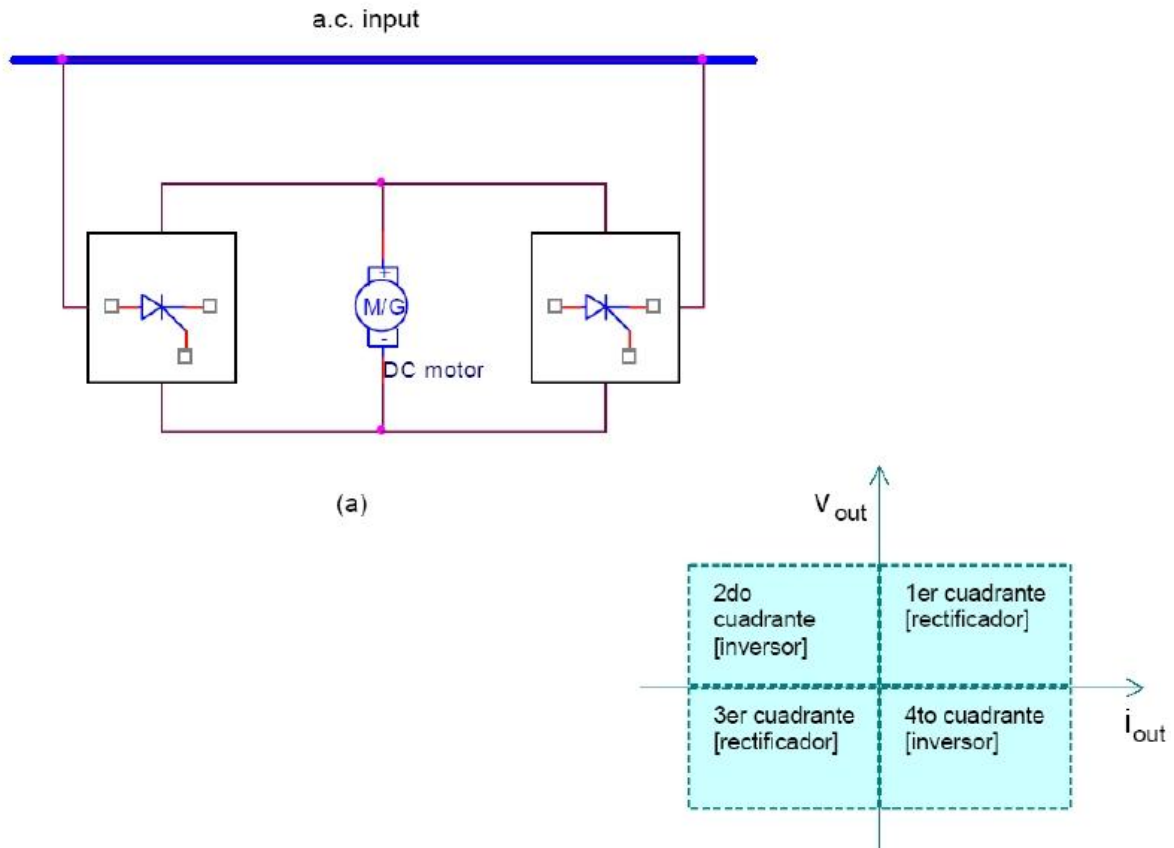 a.c. input
+
M/G
-
DC motor
(a)
v out
2do
cuadrante
[inversor]
1er cuadrante
[rectificador]
3er cuadrante
[rectificador]
4to cuadrante
[inversor]
i out